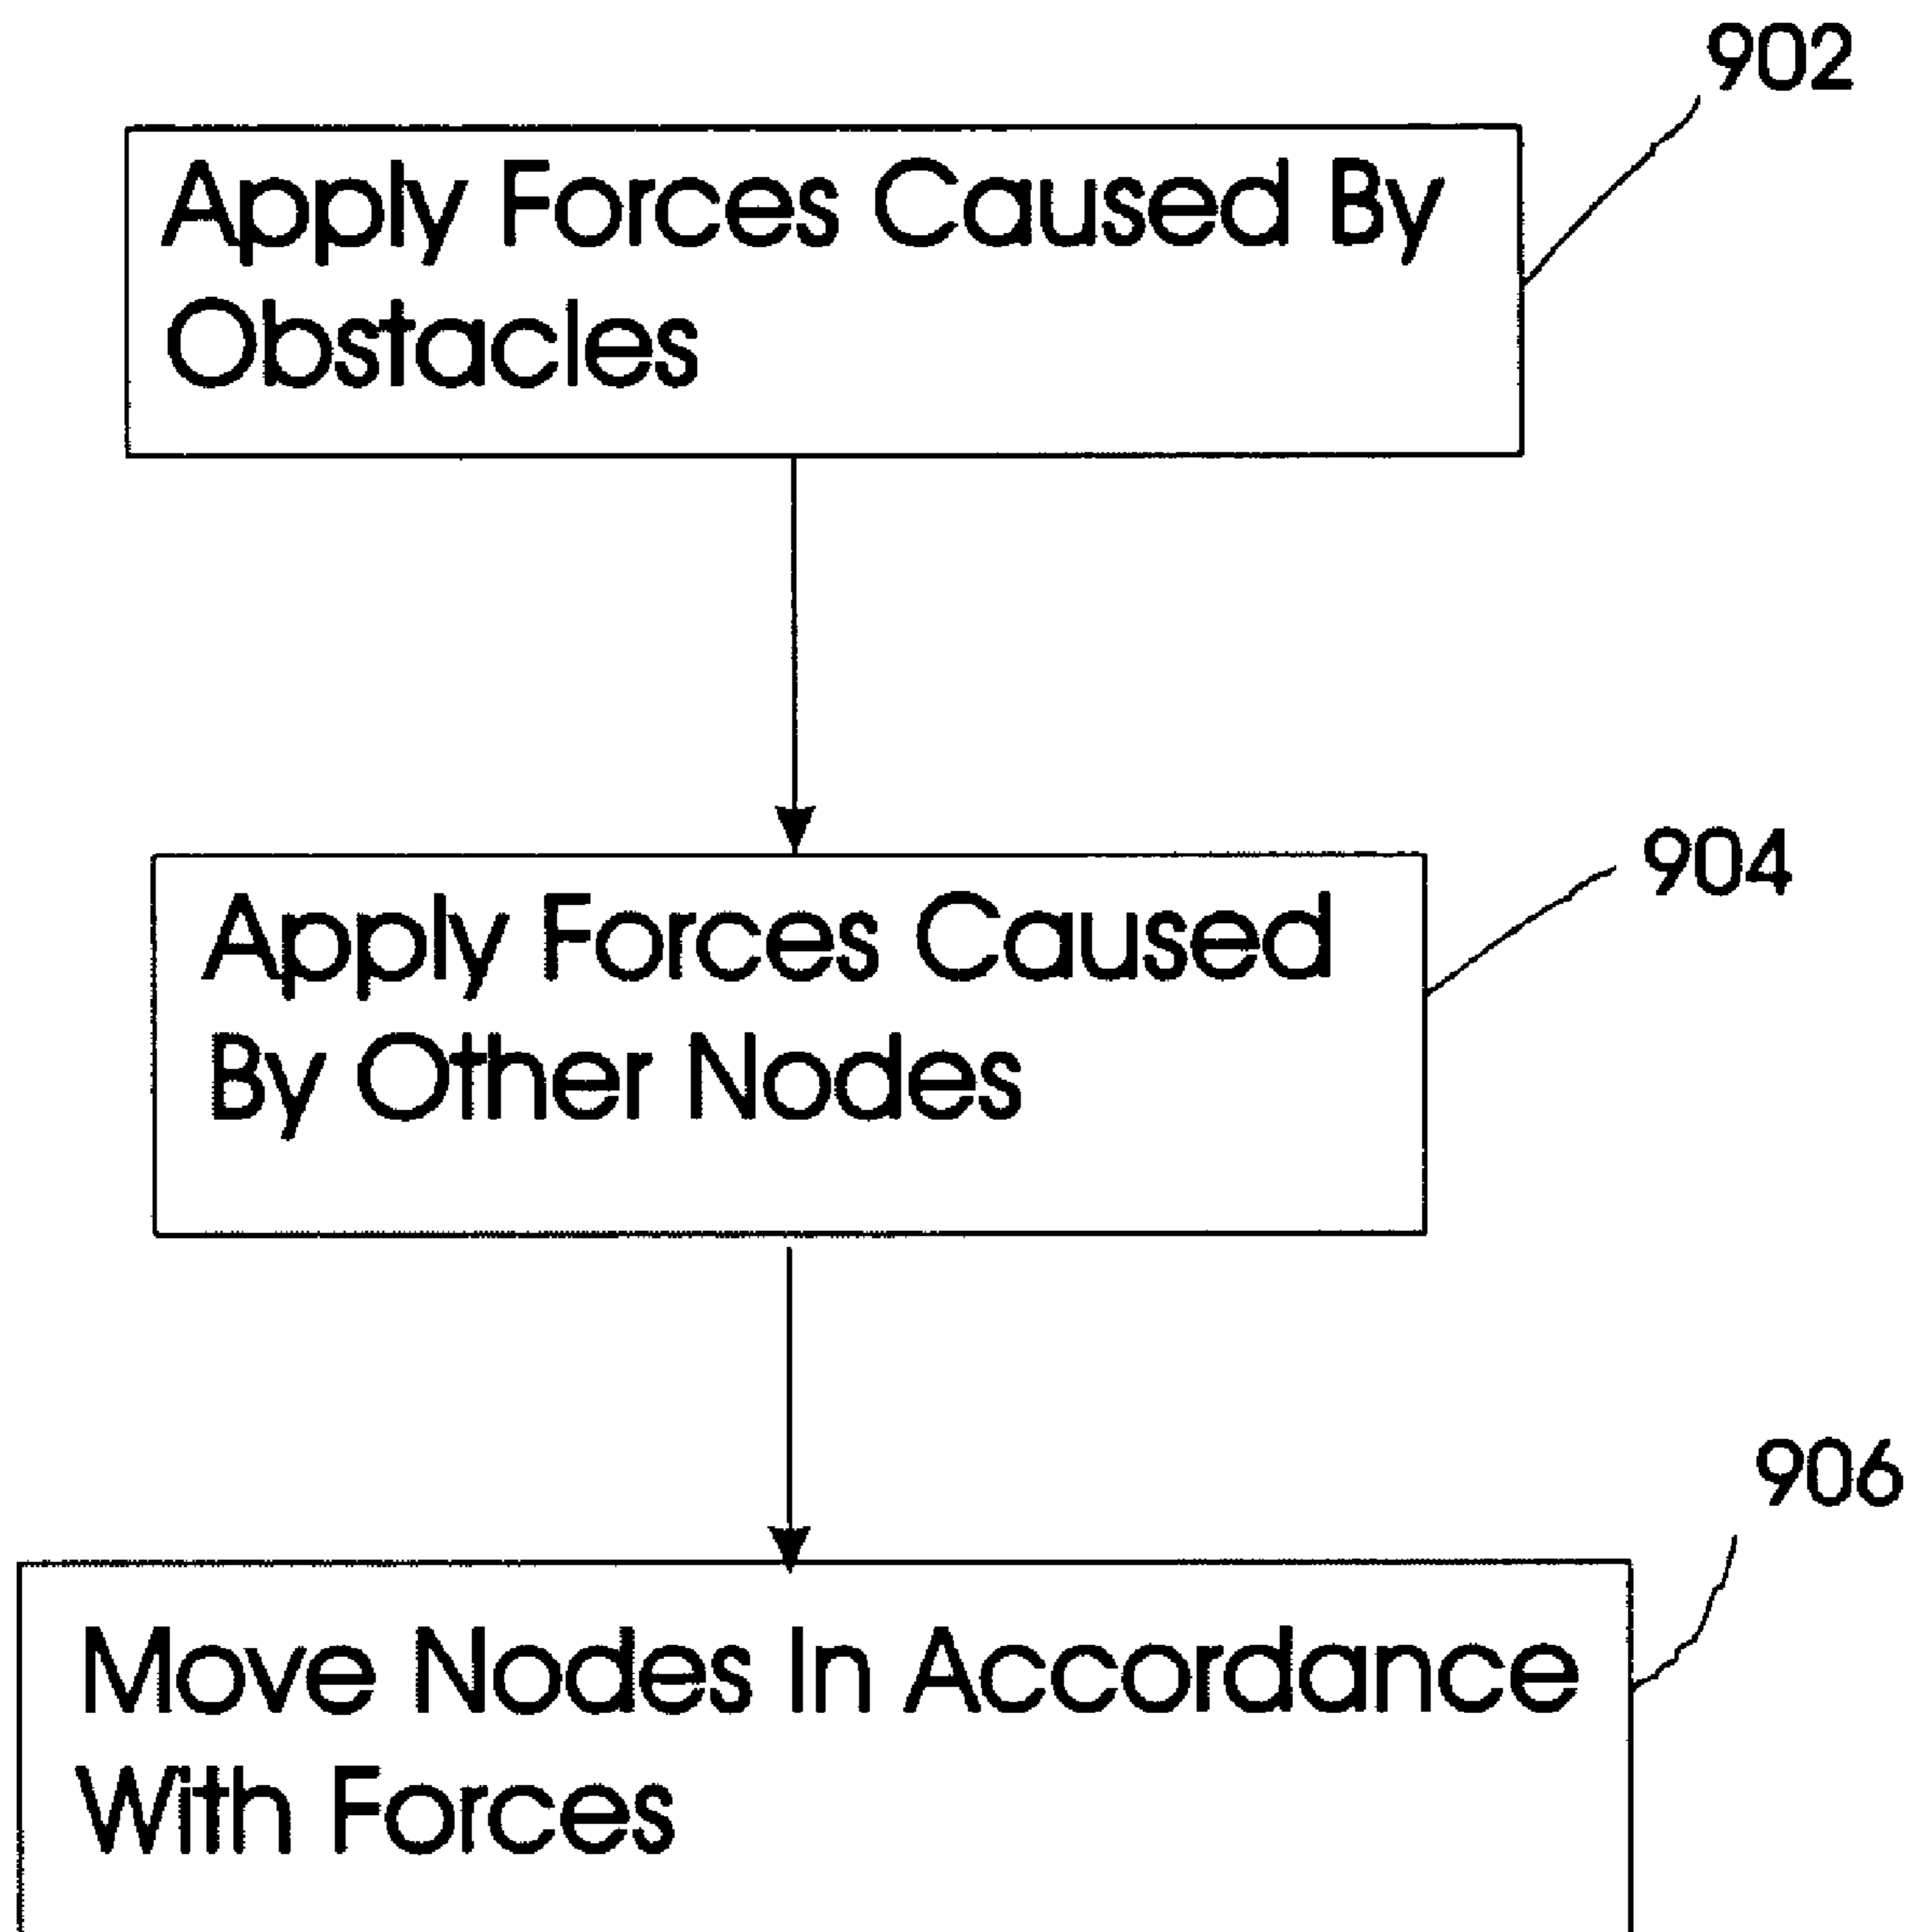 902
Apply Forces Caused By
Obstacles
904
Apply Forces Caused
By Other Nodes
906
Move Nodes In Accordance
With Forces